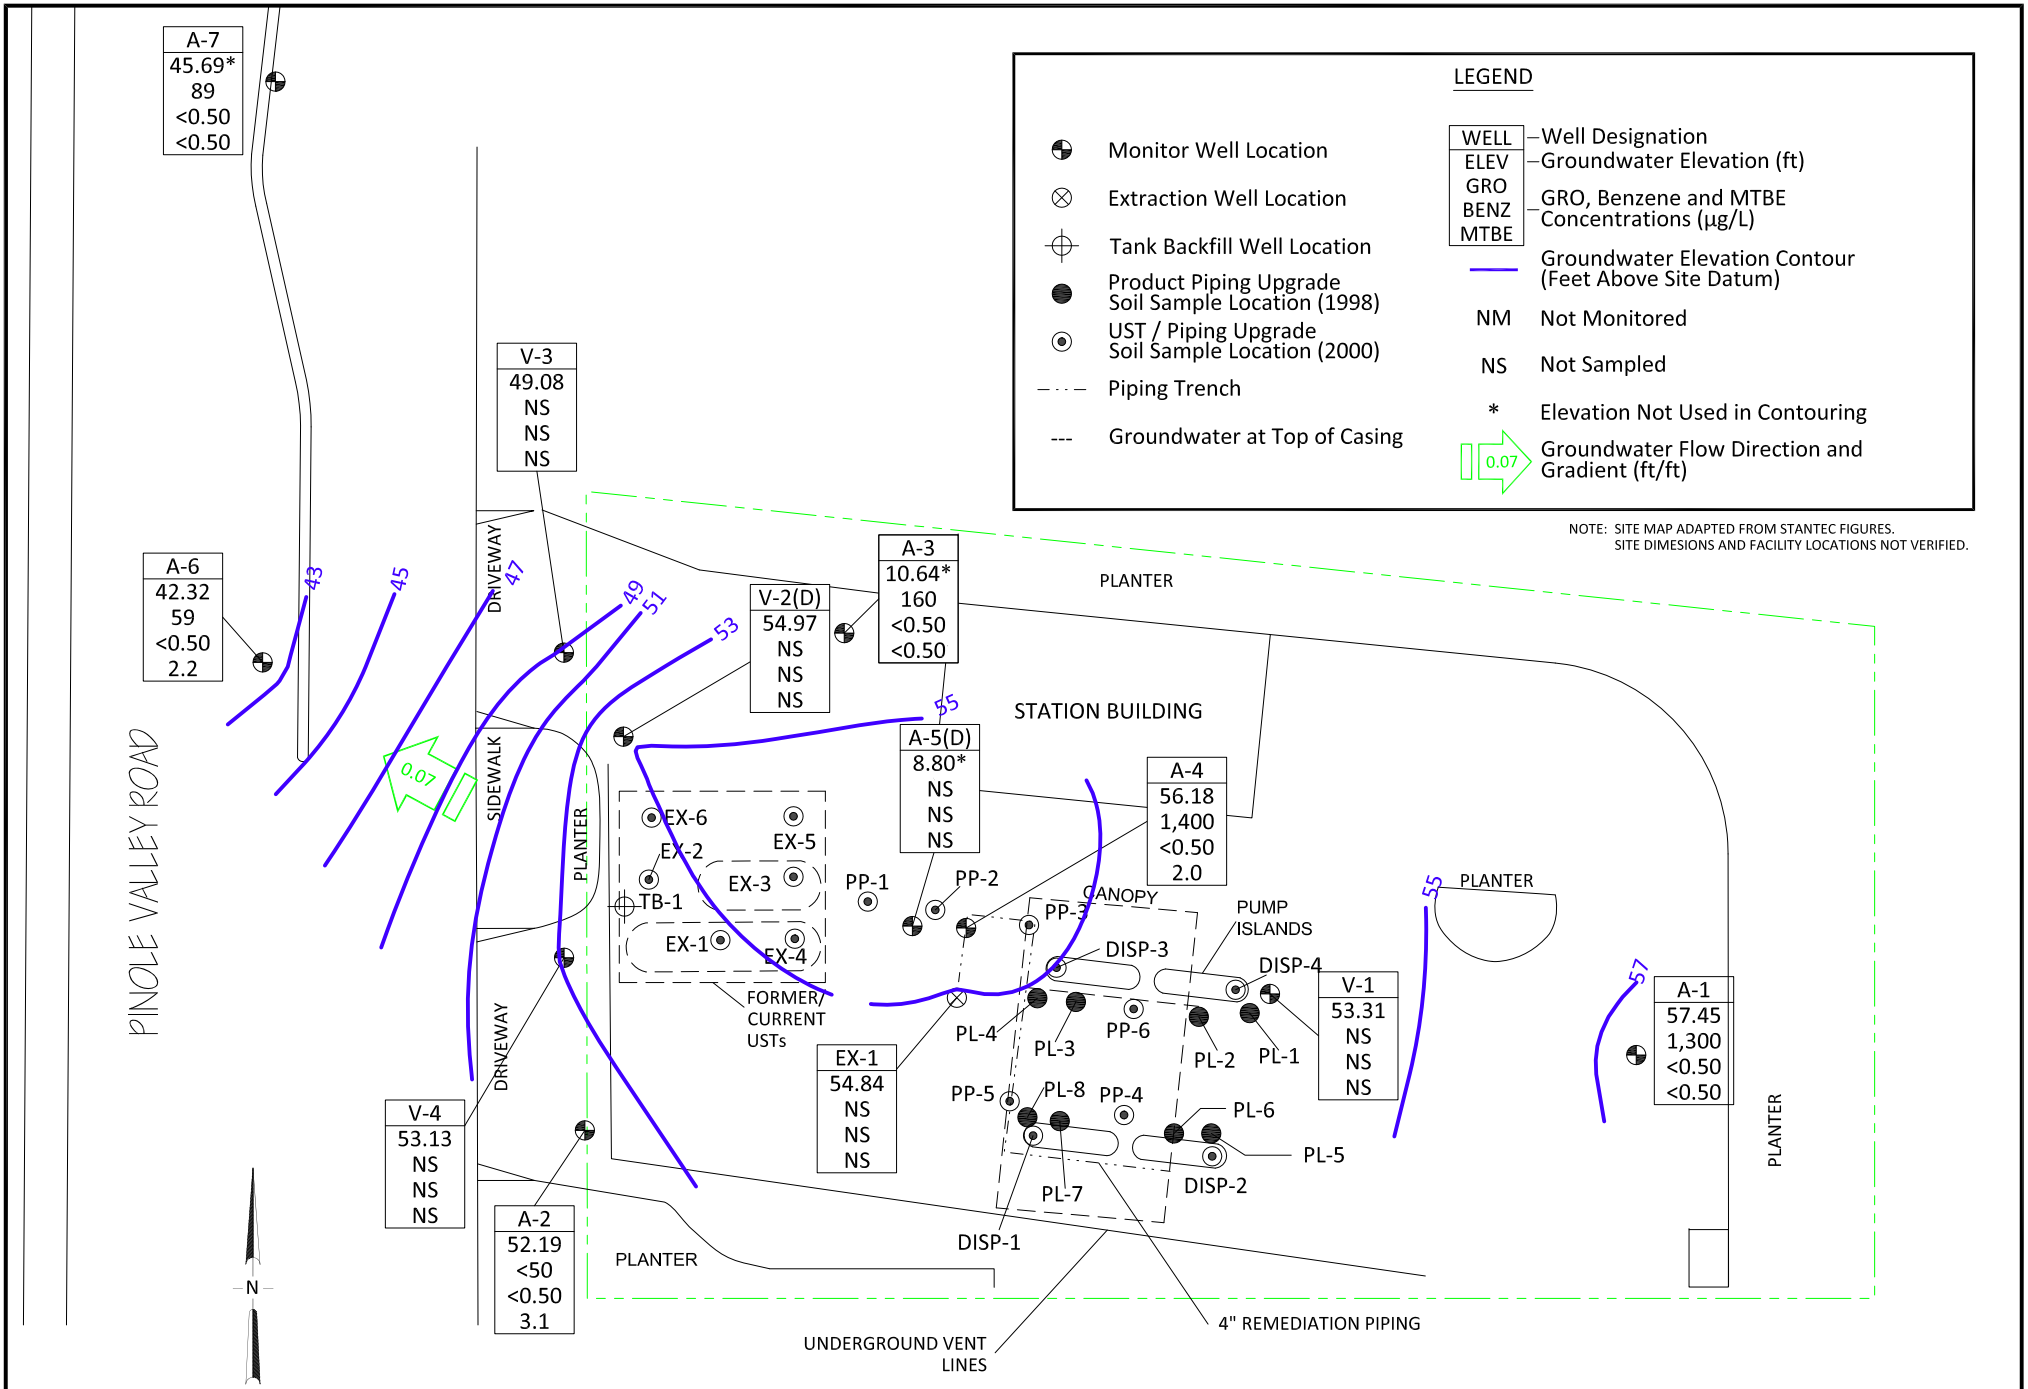 A-7
45.69*
89
<0.50
<0.50
LEGEND
Monitor Well Location
Extraction Well Location
Tank Backfill Well Location
Product Piping Upgrade
Soil Sample Location (1998)
UST / Piping Upgrade
Soil Sample Location (2000)
Piping Trench
--- Groundwater at Top of Casing
WELL
ELEV
GRO
BENZ
MTBE
Well Designation
Groundwater Elevation (ft)
GRO, Benzene and MTBE
Concentrations (µg/L)
Groundwater Elevation Contour
(Feet Above Site Datum)
NM Not Monitored
NS Not Sampled
* Elevation Not Used in Contouring
0.07
Groundwater Flow Direction and
Gradient (ft/ft)
NOTE: SITE MAP ADAPTED FROM STANTEC FIGURES.
SITE DIMESIONS AND FACILITY LOCATIONS NOT VERIFIED.
V-3
49.08
NS
NS
NS
A-6
42.32
59
<0.50
2.2
43
45
47
49
51
53
DRIVEWAY
V-2(D)
54.97
NS
NS
NS
A-3
10.64*
160
<0.50
<0.50
PLANTER
STATION BUILDING
55
A-5(D)
8.80*
NS
NS
NS
A-4
56.18
1,400
<0.50
2.0
PINOLE VALLEY ROAD
0.07
SIDEWALK
PLANTER
EX-6
EX-5
EX-2
EX-3
TB-1
EX-1
EX-4
PP-1
PP-2
PP-3
CANOPY
PUMP
ISLANDS
DISP-3
DISP-4
55
PLANTER
57
FORMER/
CURRENT
USTs
PL-4
PL-3
PP-6
PL-2
PL-1
V-1
53.31
NS
NS
NS
A-1
57.45
1,300
<0.50
<0.50
DRIVEWAY
EX-1
54.84
NS
NS
NS
PP-5
PL-8
PP-4
PL-6
PL-5
PL-7
DISP-2
DISP-1
V-4
53.13
NS
NS
NS
A-2
52.19
<50
<0.50
3.1
PLANTER
PLANTER
N
4" REMEDIATION PIPING
UNDERGROUND VENT
LINES